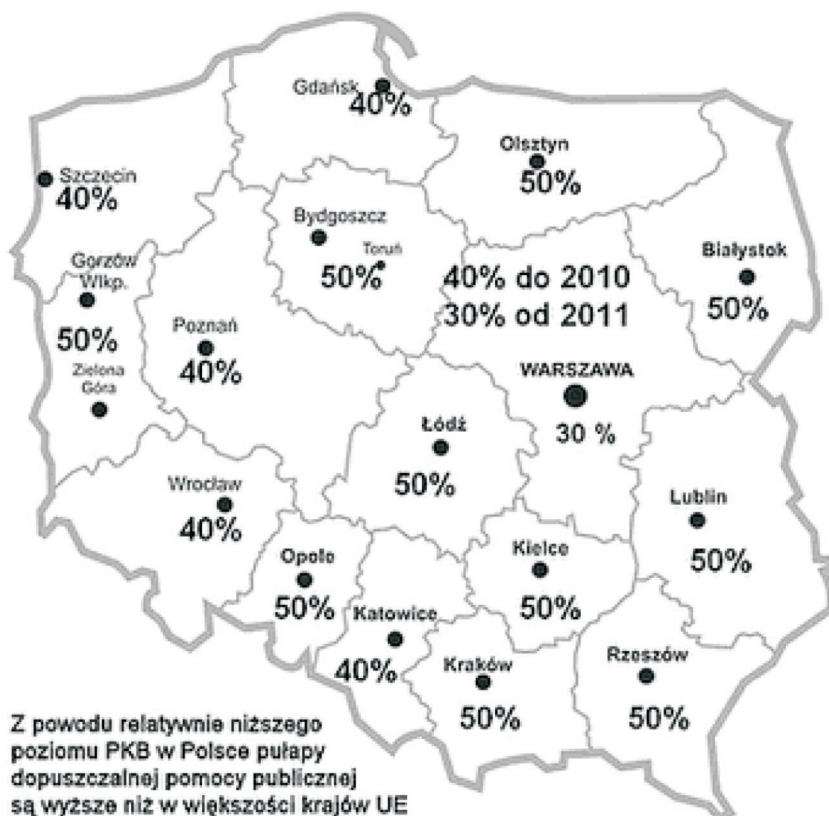 Gdańsk
40%
Olsztyn
50%
Szczecin
40%
Bydgoszcz
Toruń
50%
Białystok
50%
40% do 2010
30% od 2011
Gorzów
Wlkp.
50%
Zielona
Góra
Poznań
40%
WARSZAWA
30 %
Łódź
50%
Wrocław
40%
Lublin
50%
Opole
50%
Kielce
50%
Katowice
40%
Kraków
50%
Rzeszów
50%
Z powodu relatywnie niższego
poziomu PKB w Polsce pułapy
dopuszczalnej pomocy publicznej
są wyższe niż w większości krajów UE